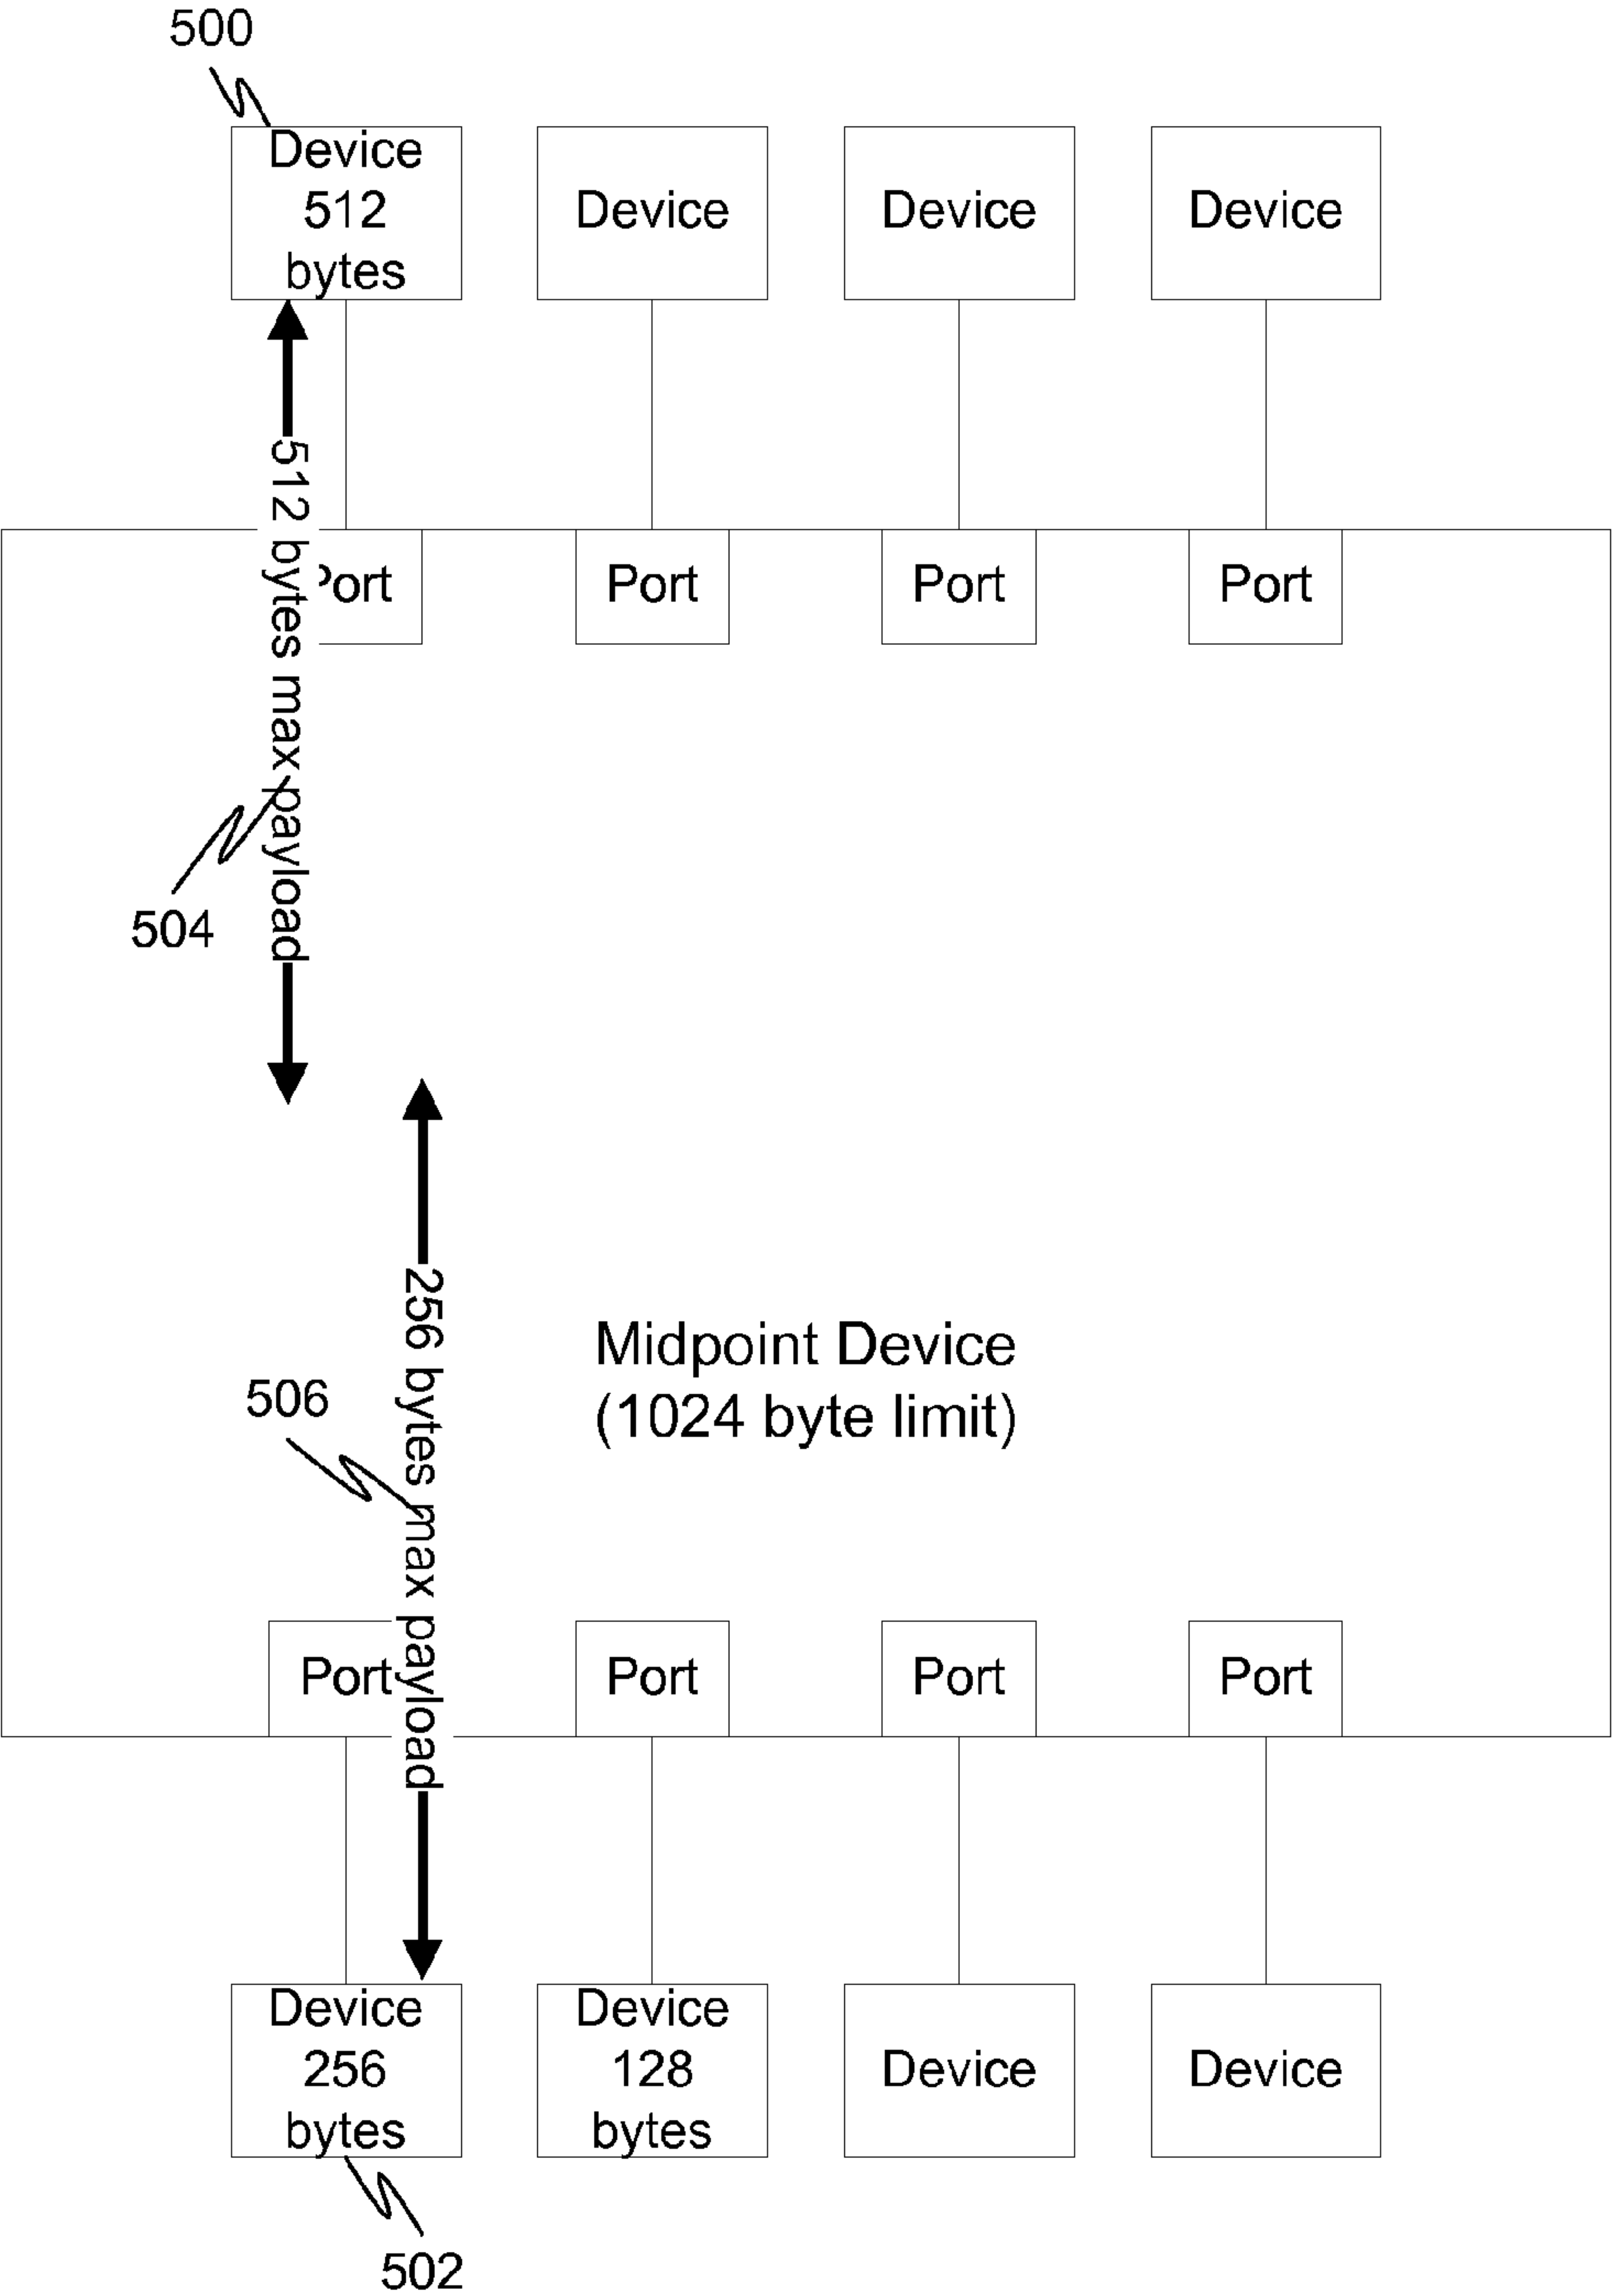 500
Device
512
bytes
Device
Device
Device
512 bytes max payload
Port
Port
Port
Port
504
256 bytes max payload
Midpoint Device
(1024 byte limit)
506
Port
Port
Port
Port
Device
256
bytes
Device
128
bytes
Device
Device
502